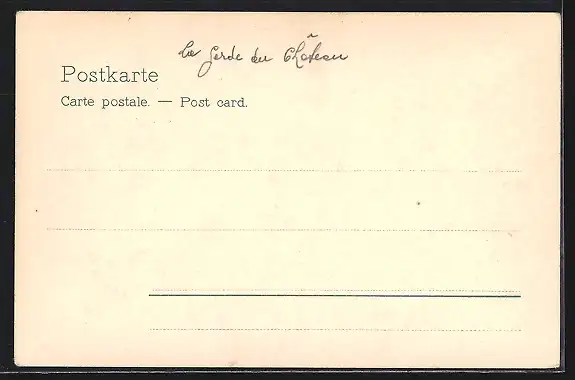 La Garde du Château
Postkarte
Carte postale. — Post card.